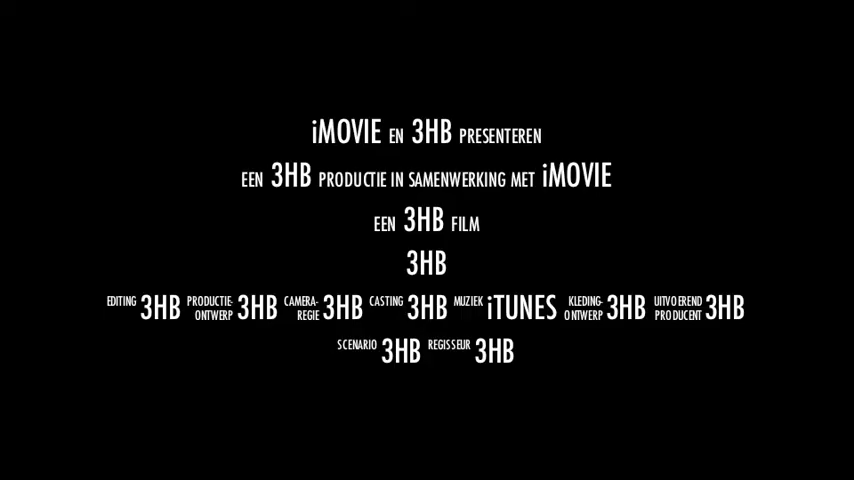 iMOVIE EN 3HB PRESENTEREN
EEN 3HB PRODUCTIE IN SAMENWERKING MET iMOVIE
EEN 3HB FILM
3HB
EDITING 3HB PRODUCTIE-ONTWERP 3HB CAMERA-REGIE 3HB CASTING 3HB MUZIEK iTUNES KLEDING-ONTWERP 3HB UITVOEREND PRODUCENT 3HB
SCENARIO 3HB REGISSEUR 3HB